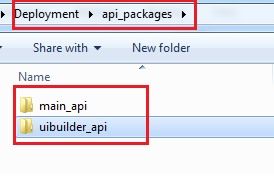 Deployment ▸ api_packages ▸
Share with ▾ New folder
Name
main_api
uibuilder_api